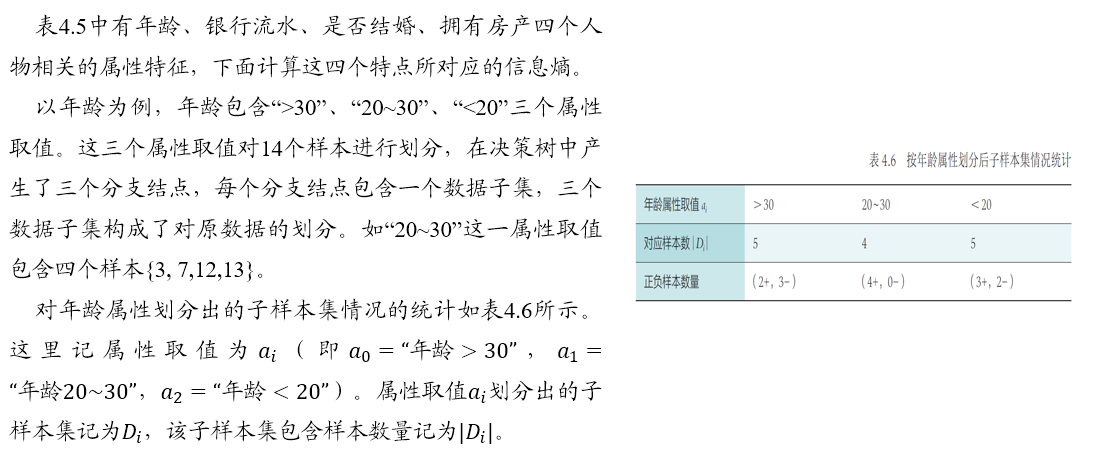 表4.5中有年龄、银行流水、是否结婚、拥有房产四个人
物相关的属性特征，下面计算这四个特点所对应的信息熵。
以年龄为例，年龄包含“>30”、“20~30”、“<20”三个属性
取值。这三个属性取值对14个样本进行划分，在决策树中产
生了三个分支结点，每个分支结点包含一个数据子集，三个
数据子集构成了对原数据的划分。如“20~30”这一属性取值
包含四个样本{3, 7,12,13}。
对年龄属性划分出的子样本集情况的统计如表4.6所示。
这里记属性取值为 aᵢ（即 a₀ = “年龄 > 30”，a₁ =
“年龄20~30”，a₂ = “年龄 < 20”）。属性取值aᵢ划分出的子
样本集记为Dᵢ，该子样本集包含样本数量记为|Dᵢ|。
表 4.6 按年龄属性划分后子样本集情况统计
年龄属性取值 aᵢ >30 20~30 <20
对应样本数 |Dᵢ| 5 4 5
正负样本数量 (2+, 3−) (4+, 0−) (3+, 2−)